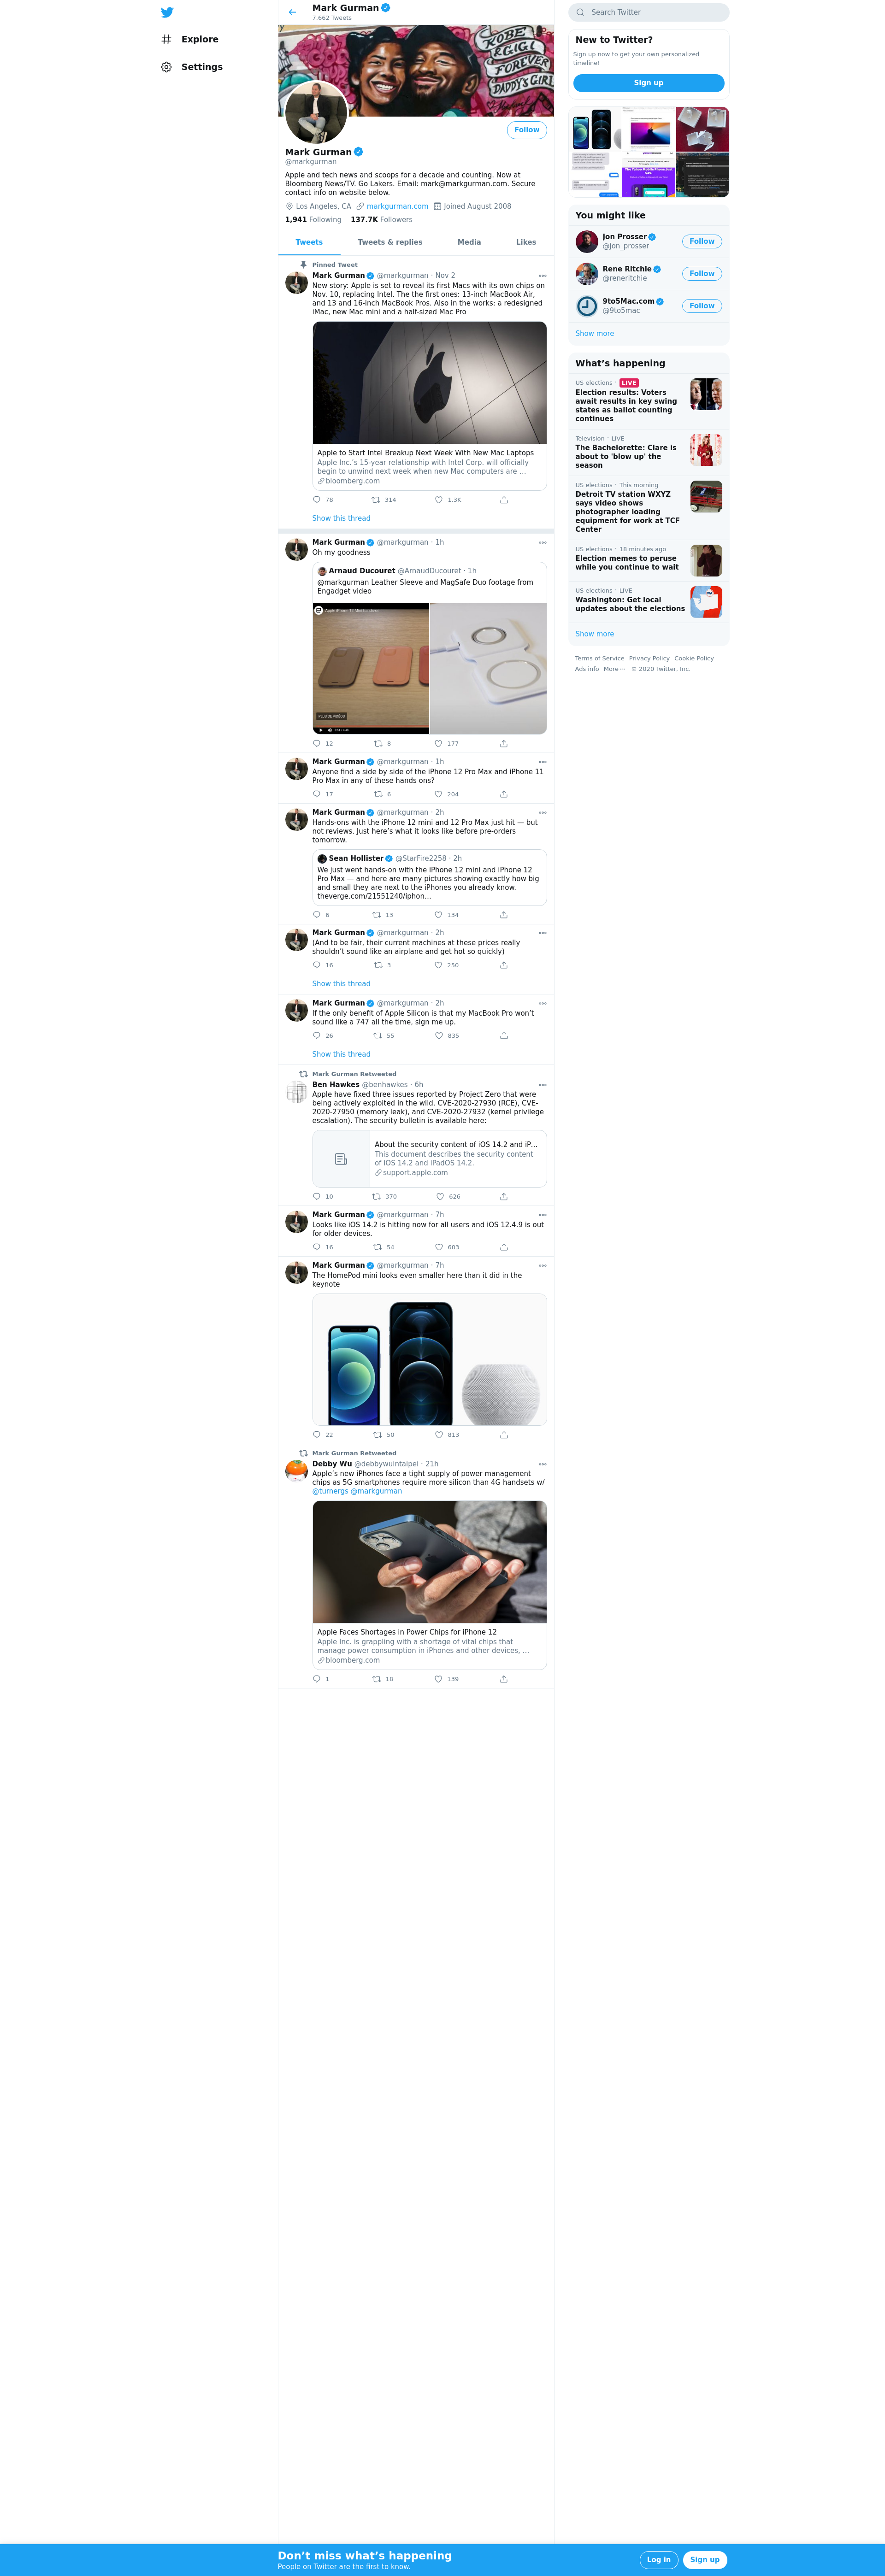 Explore
Settings
Mark Gurman
7,662 Tweets
KOBE
& GIGI
FOREVER
DADDY'S GIRL
Follow
Mark Gurman
@markgurman
Apple and tech news and scoops for a decade and counting. Now at
Bloomberg News/TV. Go Lakers. Email: mark@markgurman.com. Secure
contact info on website below.
Los Angeles, CA markgurman.com Joined August 2008
1,941 Following 137.7K Followers
Tweets Tweets & replies Media Likes
Pinned Tweet
Mark Gurman @markgurman · Nov 2
New story: Apple is set to reveal its first Macs with its own chips on
Nov. 10, replacing Intel. The the first ones: 13-inch MacBook Air,
and 13 and 16-inch MacBook Pros. Also in the works: a redesigned
iMac, new Mac mini and a half-sized Mac Pro
Apple to Start Intel Breakup Next Week With New Mac Laptops
Apple Inc.'s 15-year relationship with Intel Corp. will officially
begin to unwind next week when new Mac computers are ...
bloomberg.com
78 314 1.3K
Show this thread
Mark Gurman @markgurman · 1h
Oh my goodness
Arnaud Ducouret @ArnaudDucouret · 1h
@markgurman Leather Sleeve and MagSafe Duo footage from
Engadget video
12 8 177
Mark Gurman @markgurman · 1h
Anyone find a side by side of the iPhone 12 Pro Max and iPhone 11
Pro Max in any of these hands ons?
17 6 204
Mark Gurman @markgurman · 2h
Hands-ons with the iPhone 12 mini and 12 Pro Max just hit — but
not reviews. Just here's what it looks like before pre-orders
tomorrow.
Sean Hollister @StarFire2258 · 2h
We just went hands-on with the iPhone 12 mini and iPhone 12
Pro Max — and here are many pictures showing exactly how big
and small they are next to the iPhones you already know.
theverge.com/21551240/iphon…
6 13 134
Mark Gurman @markgurman · 2h
(And to be fair, their current machines at these prices really
shouldn't sound like an airplane and get hot so quickly)
16 3 250
Show this thread
Mark Gurman @markgurman · 2h
If the only benefit of Apple Silicon is that my MacBook Pro won't
sound like a 747 all the time, sign me up.
26 55 835
Show this thread
Mark Gurman Retweeted
Ben Hawkes @benhawkes · 6h
Apple have fixed three issues reported by Project Zero that were
being actively exploited in the wild. CVE-2020-27930 (RCE), CVE-
2020-27950 (memory leak), and CVE-2020-27932 (kernel privilege
escalation). The security bulletin is available here:
About the security content of iOS 14.2 and iP...
This document describes the security content
of iOS 14.2 and iPadOS 14.2.
support.apple.com
10 370 626
Mark Gurman @markgurman · 7h
Looks like iOS 14.2 is hitting now for all users and iOS 12.4.9 is out
for older devices.
16 54 603
Mark Gurman @markgurman · 7h
The HomePod mini looks even smaller here than it did in the
keynote
22 50 813
Mark Gurman Retweeted
Debby Wu @debbywuintaipei · 21h
Apple's new iPhones face a tight supply of power management
chips as 5G smartphones require more silicon than 4G handsets w/
@turnergs @markgurman
Apple Faces Shortages in Power Chips for iPhone 12
Apple Inc. is grappling with a shortage of vital chips that
manage power consumption in iPhones and other devices, ...
bloomberg.com
1 18 139
Search Twitter
New to Twitter?
Sign up now to get your own personalized
timeline!
Sign up
You might like
Jon Prosser
@jon_prosser
Follow
Rene Ritchie
@reneritchie
Follow
9to5Mac.com
@9to5mac
Follow
Show more
What's happening
US elections · LIVE
Election results: Voters
await results in key swing
states as ballot counting
continues
Television · LIVE
The Bachelorette: Clare is
about to 'blow up' the
season
US elections · This morning
Detroit TV station WXYZ
says video shows
photographer loading
equipment for work at TCF
Center
US elections · 18 minutes ago
Election memes to peruse
while you continue to wait
US elections · LIVE
Washington: Get local
updates about the elections
Show more
Terms of Service Privacy Policy Cookie Policy
Ads info More © 2020 Twitter, Inc.
Don't miss what's happening
People on Twitter are the first to know.
Log in
Sign up